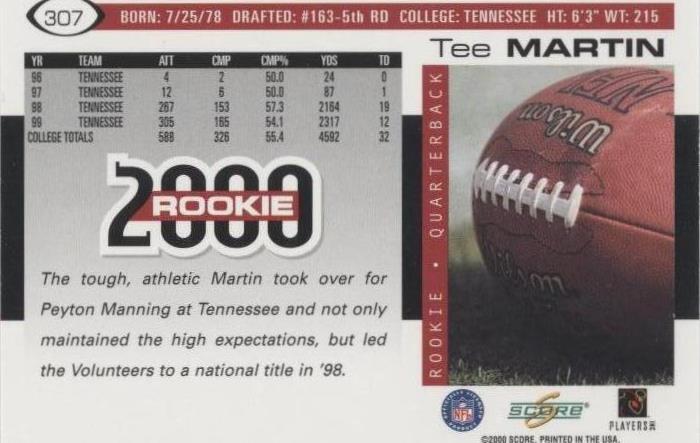 307
BORN: 7/25/78 DRAFTED: #163-5th RD COLLEGE: TENNESSEE HT: 6'3" WT: 215
Tee MARTIN
YR TEAM ATT CMP CMP% YDS TD
96 TENNESSEE 4 2 50.0 24 0
97 TENNESSEE 12 6 50.0 87 1
98 TENNESSEE 267 153 57.3 2164 19
99 TENNESSEE 305 165 54.1 2317 12
COLLEGE TOTALS 588 326 55.4 4592 32
2000
ROOKIE
The tough, athletic Martin took over for
Peyton Manning at Tennessee and not only
maintained the high expectations, but led
the Volunteers to a national title in '98.
ROOKIE • QUARTERBACK
Wilson
Wilson
NFL
SCORE
PLAYERS INC
©2000 SCORE. PRINTED IN THE USA.